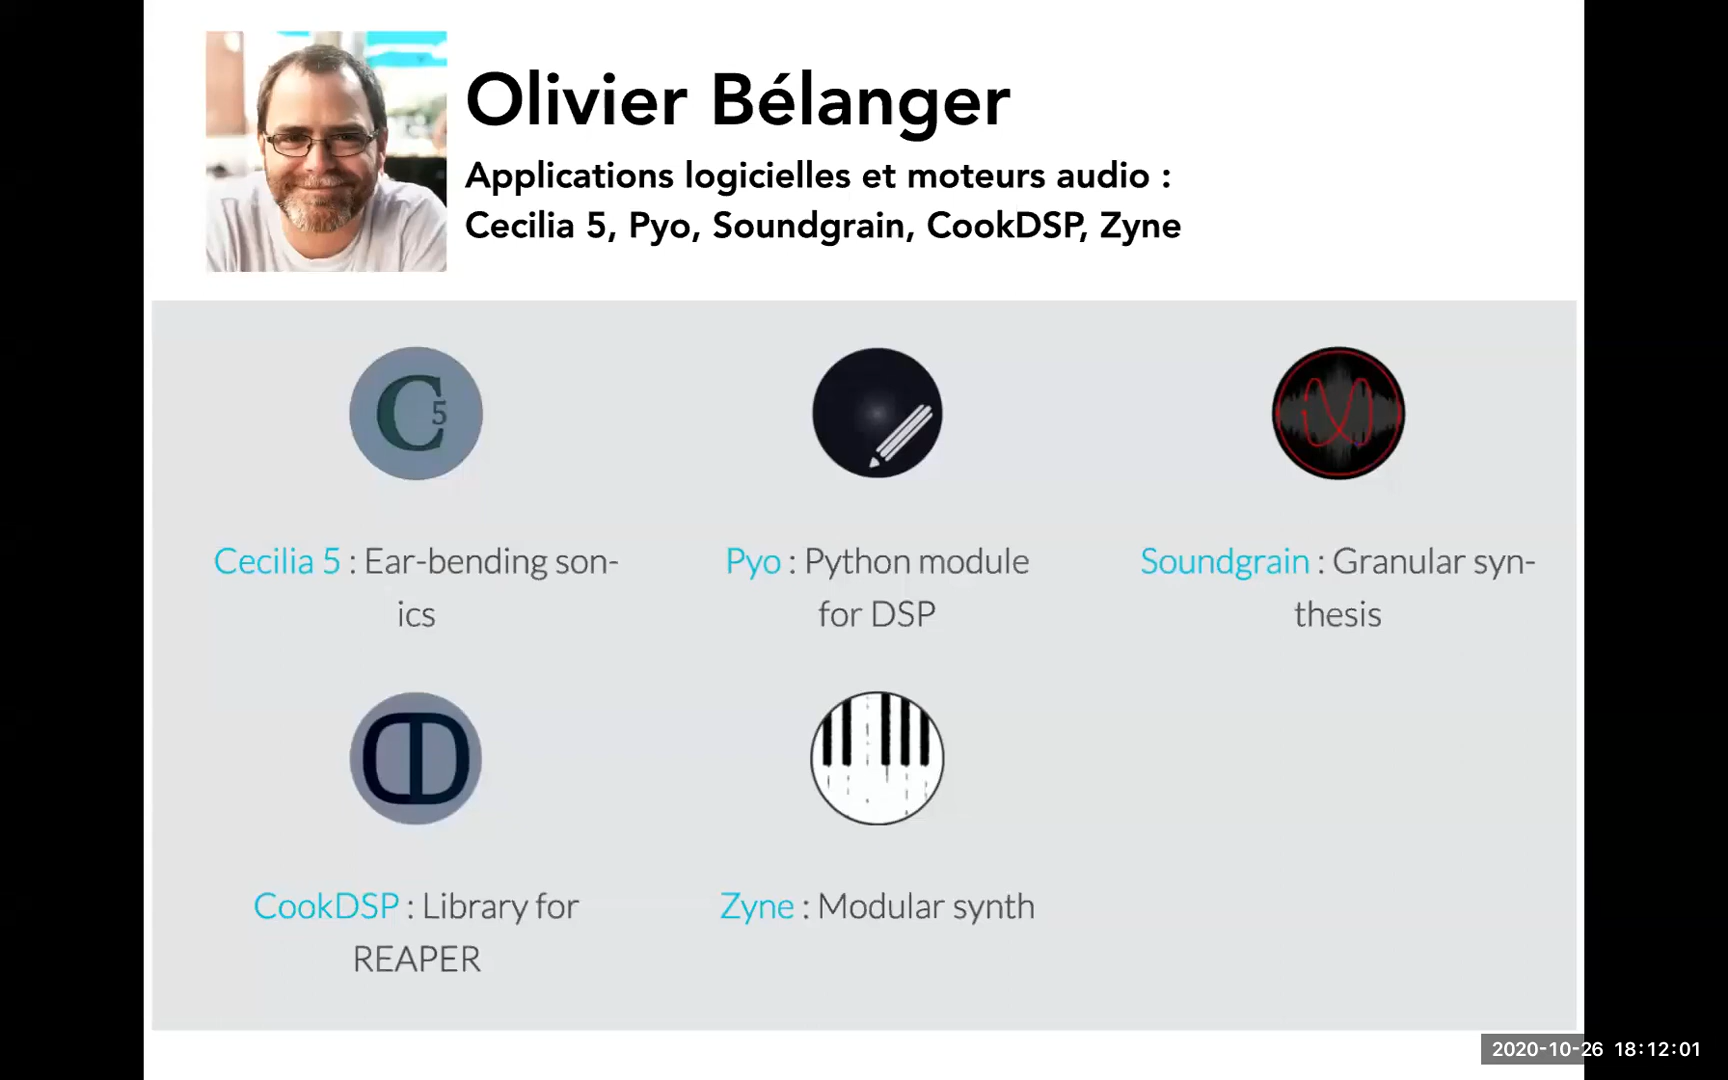 Olivier Bélanger
Applications logicielles et moteurs audio :
Cecilia 5, Pyo, Soundgrain, CookDSP, Zyne
C5
Cecilia 5 : Ear-bending son-
ics
Pyo : Python module
for DSP
Soundgrain : Granular syn-
thesis
CookDSP : Library for
REAPER
Zyne : Modular synth
2020-10-26 18:12:01